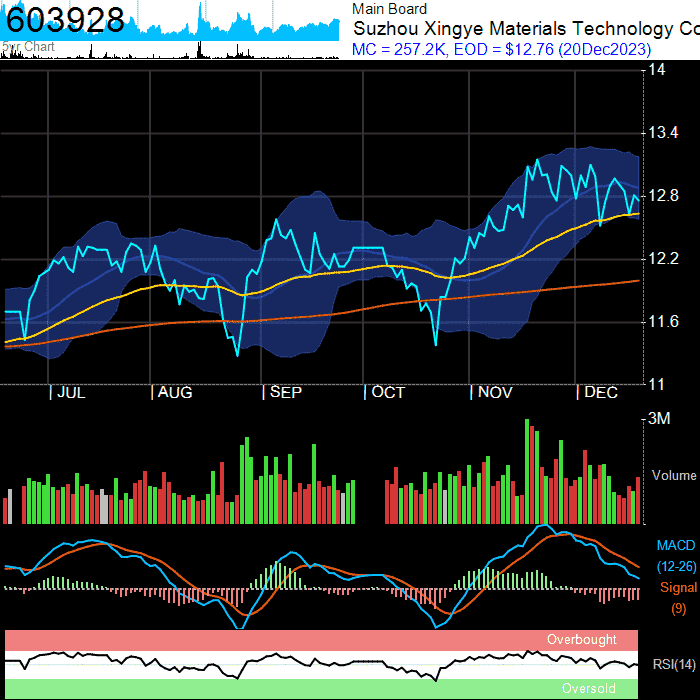 603928
5yr Chart
Main Board
Suzhou Xingye Materials Technology Co
MC = 257.2K, EOD = $12.76 (20Dec2023)
14
13.4
12.8
12.2
11.6
11
JUL
AUG
SEP
OCT
NOV
DEC
3M
Volume
MACD
(12-26)
Signal
(9)
Overbought
RSI(14)
Oversold